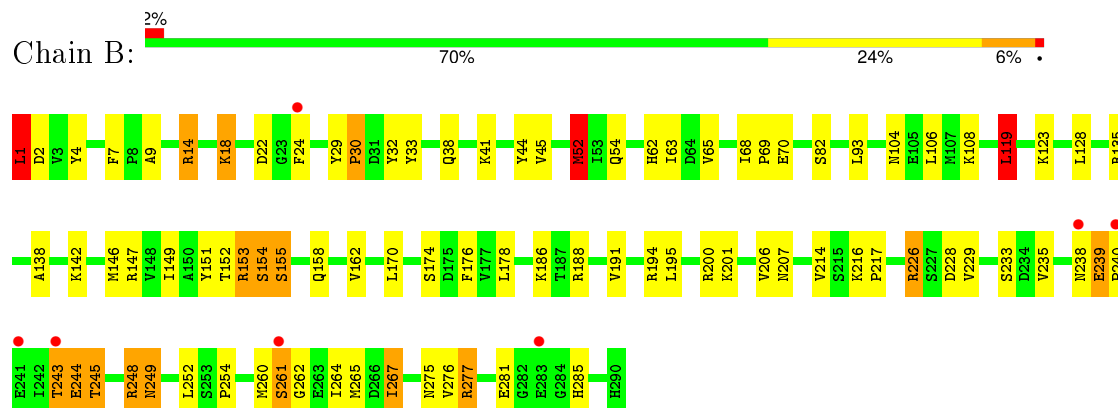 2%
Chain B:
70% 24% 6% •
L1 D2 V3 Y4 F7 P8 A9 R14 K18 D22 G23 F24 Y29 P30 D31 Y32 Y33 Q38 K41 Y44 V45 M52 I53 Q54 H62 I63 D64 V65 I68 P69 E70 S82 L93 N104 E105 L106 M107 K108 L119 K123 L128 R135
A138 K142 M146 R147 V148 I149 A150 Y151 T152 R153 S154 S155 Q158 V162 L170 S174 D175 F176 V177 L178 K186 T187 R188 V191 R194 L195 R200 K201 V206 N207 V214 S215 K216 P217 R226 S227 D228 V229 S233 D234 V235 N238 E239 P240
E241 I242 T243 E244 T245 R248 N249 L252 S253 P254 M260 S261 G262 E263 I264 M265 D266 I267 N275 V276 R277 E281 G282 E283 G284 H285 H290